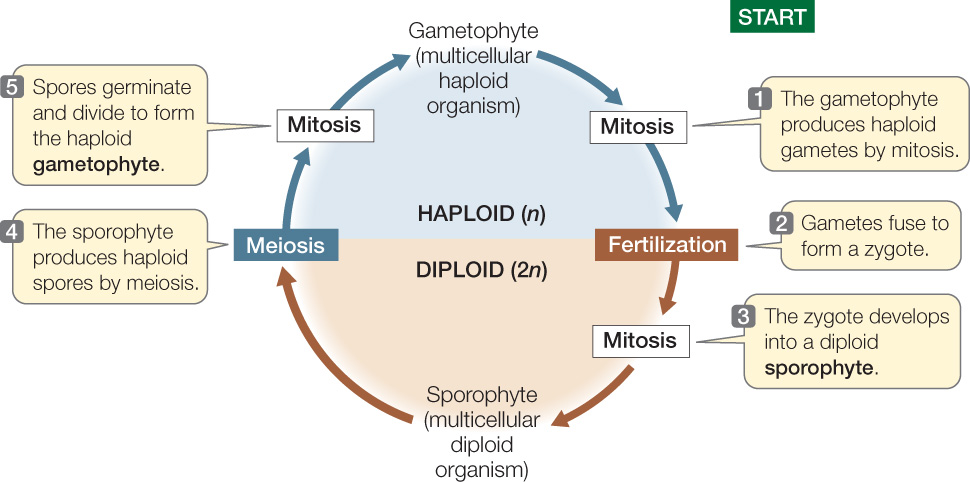 START
Gametophyte
(multicellular
haploid
organism)
Mitosis
1 The gametophyte
produces haploid
gametes by mitosis.
Fertilization
2 Gametes fuse to
form a zygote.
Mitosis
3 The zygote develops
into a diploid
sporophyte.
Sporophyte
(multicellular
diploid
organism)
Meiosis
4 The sporophyte
produces haploid
spores by meiosis.
Mitosis
5 Spores germinate
and divide to form
the haploid
gametophyte.
HAPLOID (n)
DIPLOID (2n)